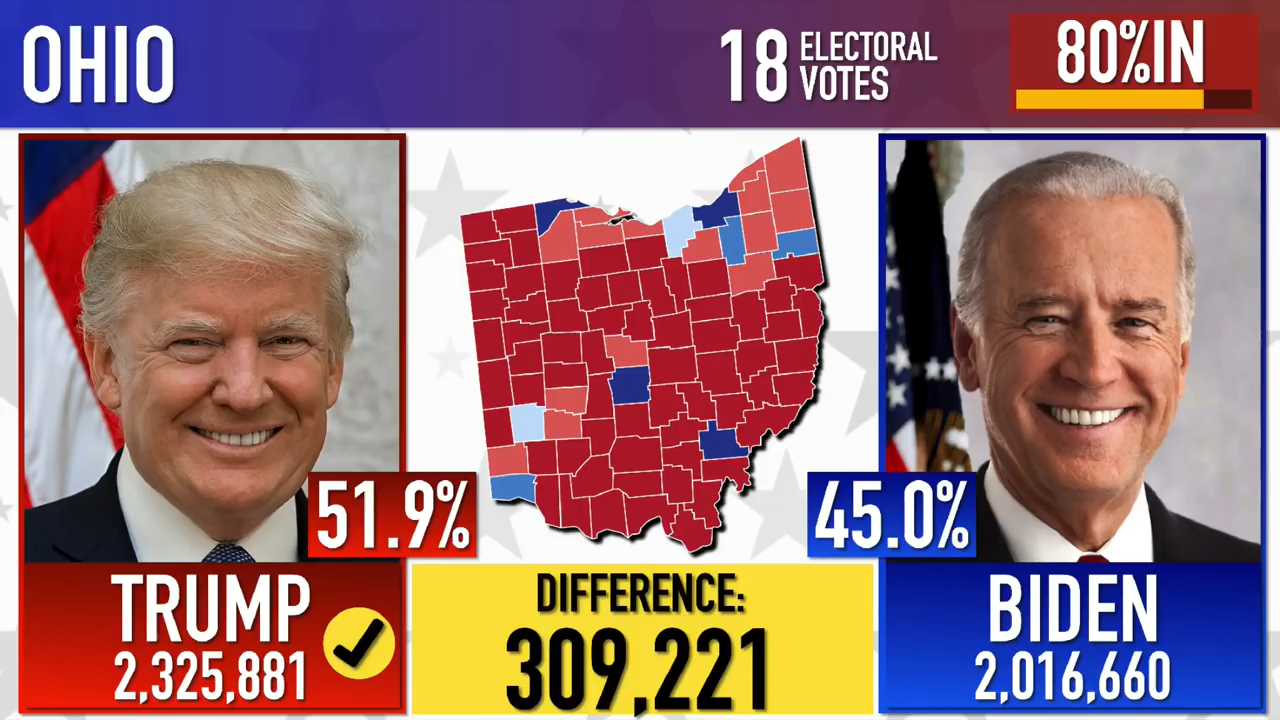 OHIO
18 ELECTORAL VOTES
80%IN
51.9%
45.0%
TRUMP
2,325,881
DIFFERENCE:
309,221
BIDEN
2,016,660